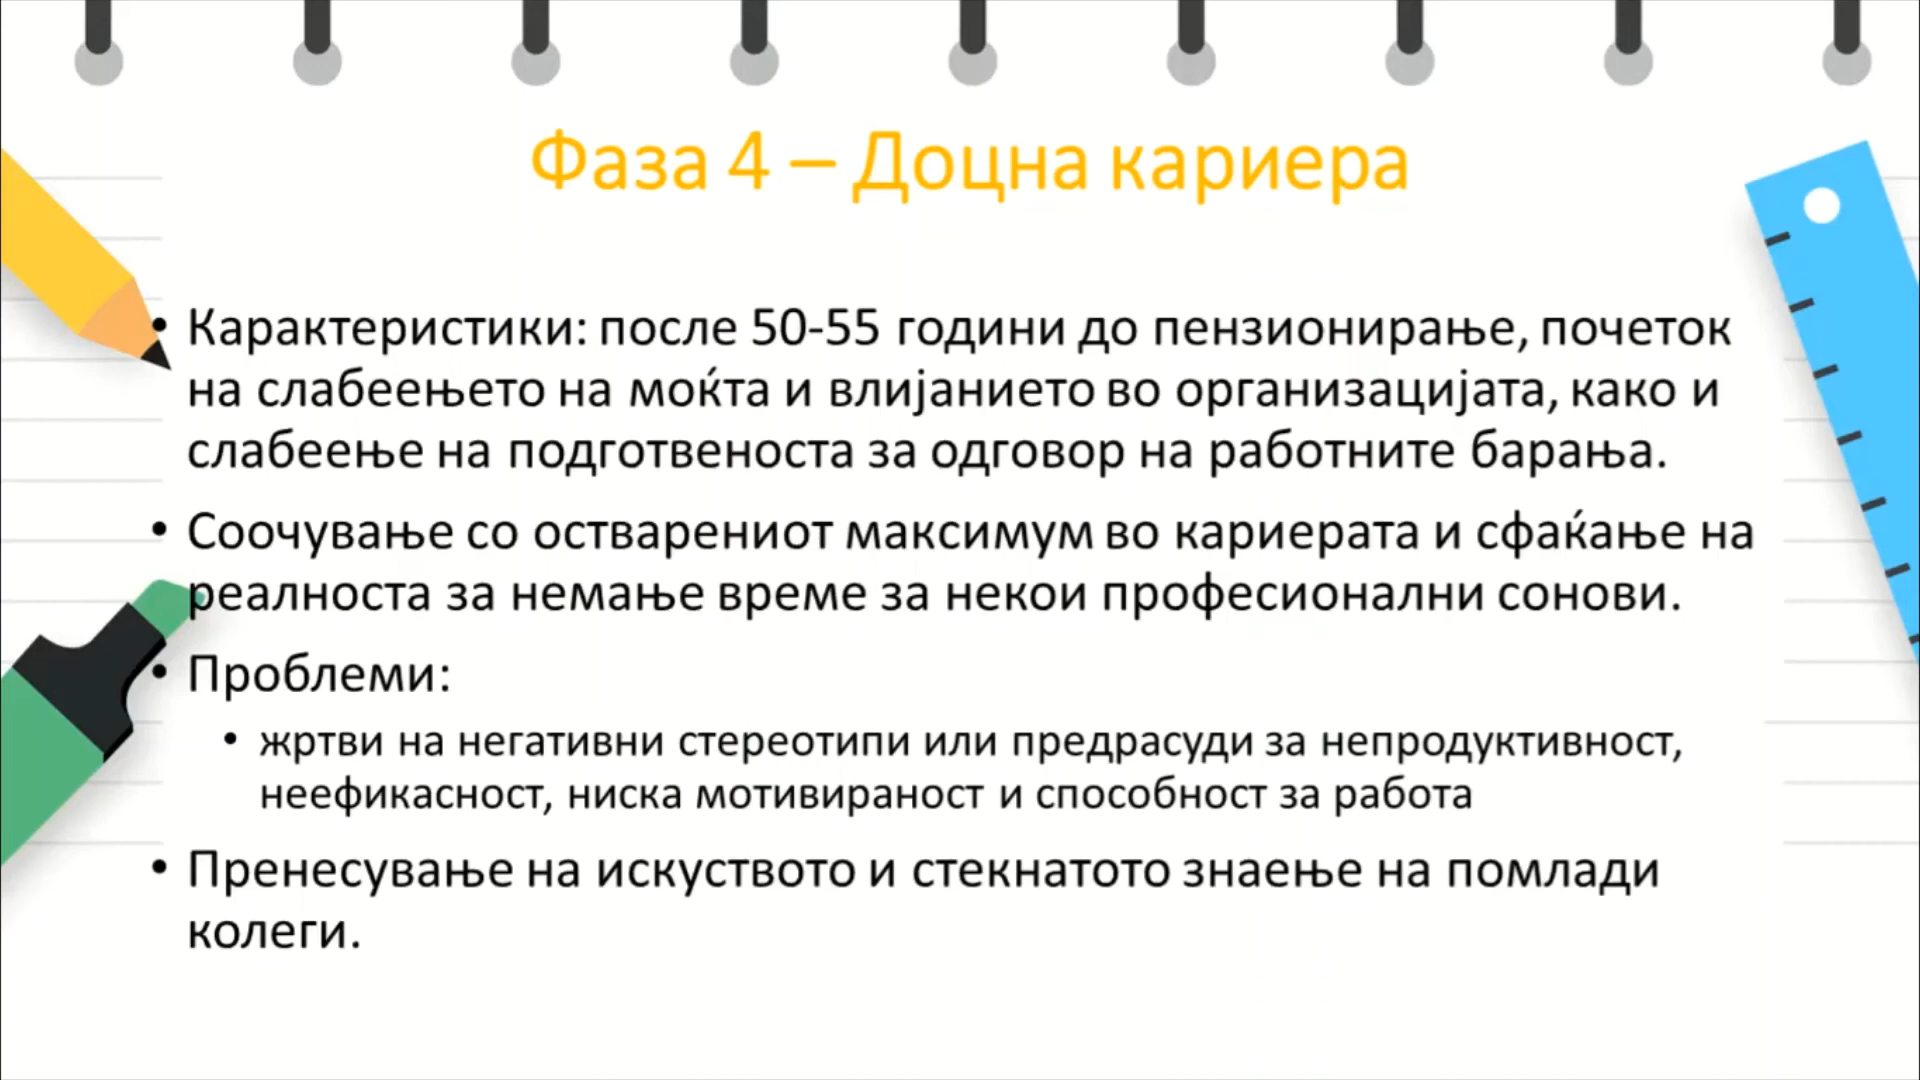 Фаза 4 – Доцна кариера
• Карактеристики: после 50-55 години до пензионирање, почеток
на слабеењето на моќта и влијанието во организацијата, како и
слабеење на подготвеноста за одговор на работните барања.
• Соочување со остварениот максимум во кариерата и сфаќање на
реалноста за немање време за некои професионални сонови.
• Проблеми:
• жртви на негативни стереотипи или предрасуди за непродуктивност,
неефикасност, ниска мотивираност и способност за работа
• Пренесување на искуството и стекнатото знаење на помлади
колеги.